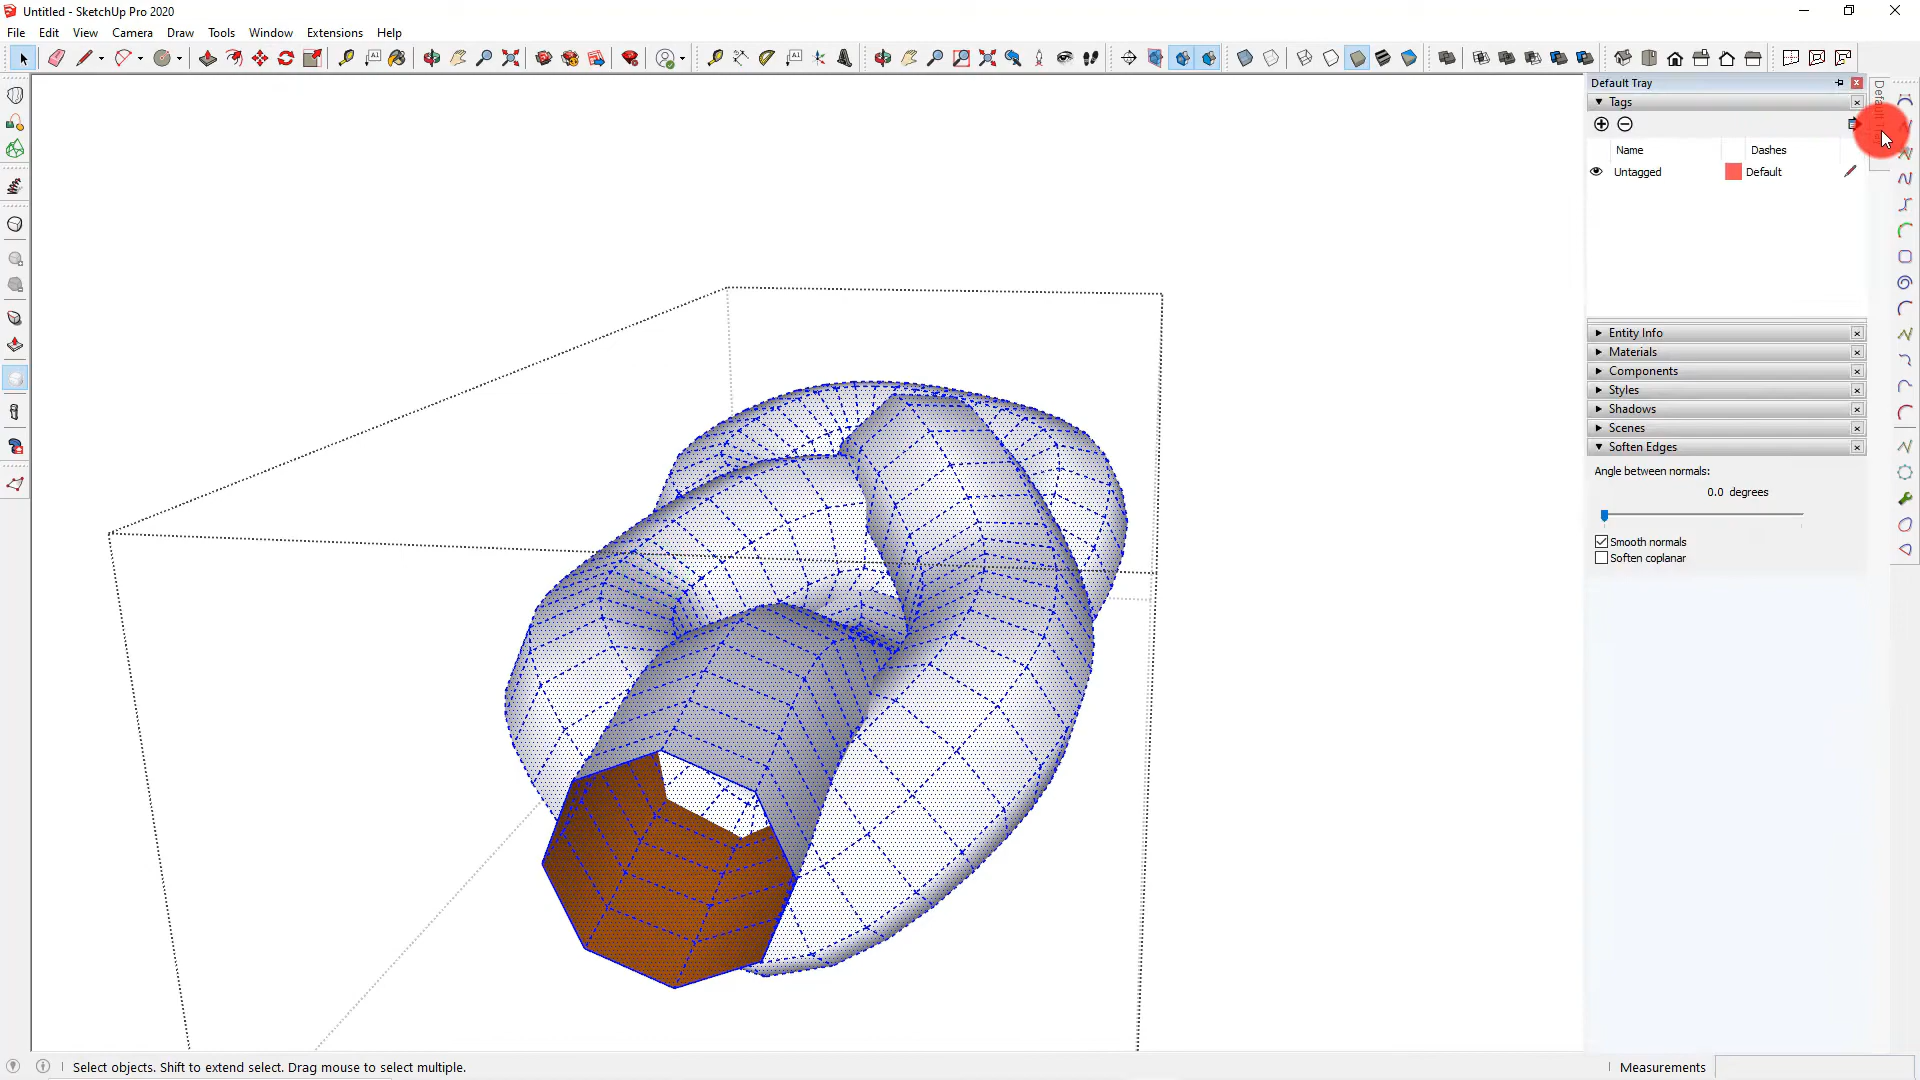 Untitled - SketchUp Pro 2020
File Edit View Camera Draw Tools Window Extensions Help
Default Tray
Tags
Name Dashes
Untagged Default
Entity Info
Materials
Components
Styles
Shadows
Scenes
Soften Edges
Angle between normals:
0.0 degrees
Smooth normals
Soften coplanar
Select objects. Shift to extend select. Drag mouse to select multiple.
Measurements